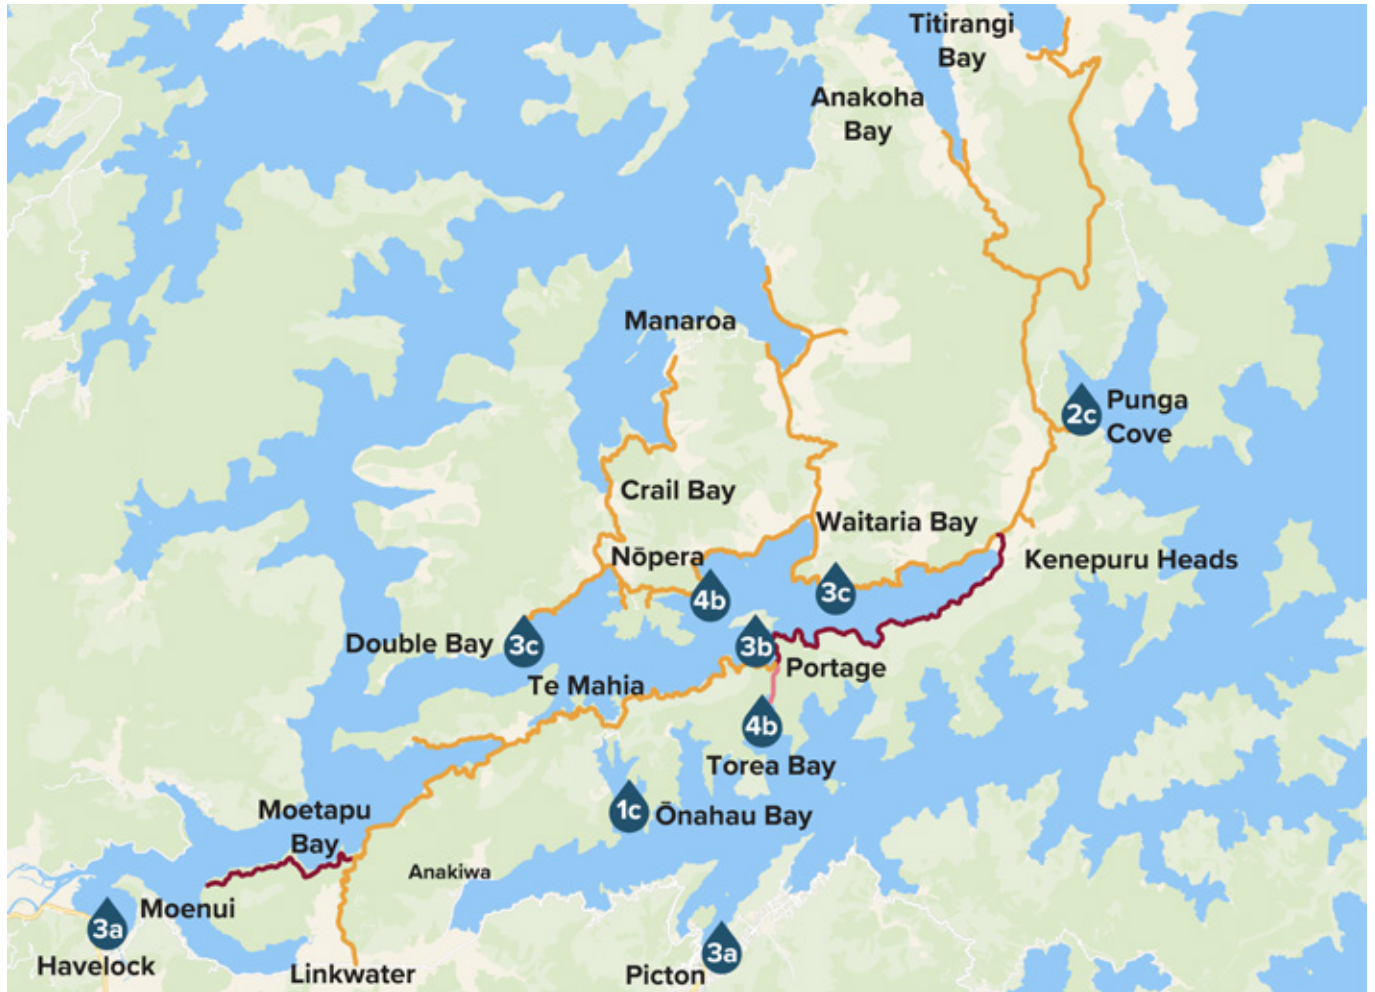 Titirangi
Bay
Anakoha
Bay
Manaroa
2c
Punga
Cove
Crail Bay
Waitaria Bay
Nōpera
Kenepuru Heads
4b
3c
Double Bay
3c
3b
Portage
Te Mahia
4b
Torea Bay
Moetapu
Bay
1c
Ōnahau Bay
Anakiwa
Moenui
3a
Havelock
Linkwater
3a
Picton